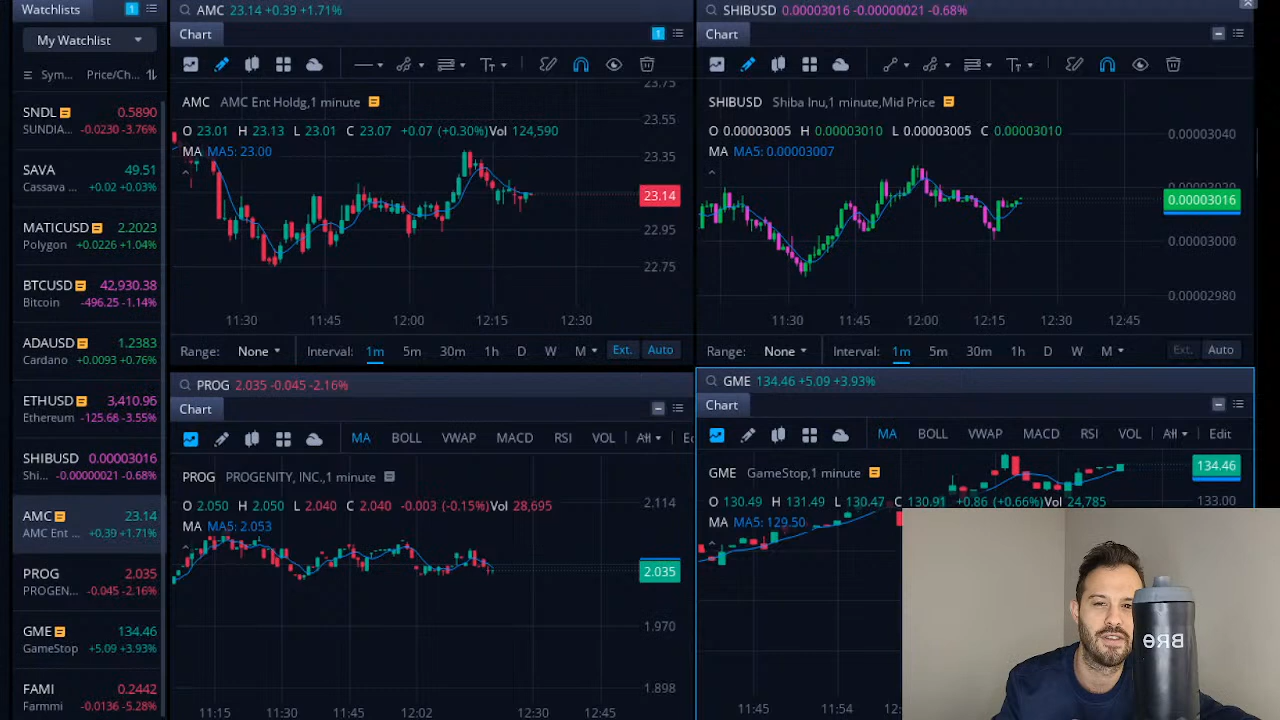 Watchlists 1
My Watchlist
Sym... Price/Ch...
SNDL 0.5890
SUNDIA... -0.0230 -3.76%
SAVA 49.51
Cassava ... +0.02 +0.03%
MATICUSD 2.2023
Polygon +0.0226 +1.04%
BTCUSD 42,930.38
Bitcoin -496.25 -1.14%
ADAUSD 1.2383
Cardano +0.0093 +0.76%
ETHUSD 3,410.96
Ethereum -125.66 -3.55%
SHIBUSD 0.00003016
Shi... -0.00000021 -0.68%
AMC 23.14
AMC Ent ... +0.39 +1.71%
PROG 2.035
PROGEN... -0.045 -2.16%
GME 134.46
GameStop +5.09 +3.93%
FAMI 0.2442
Farmmi -0.0136 -5.28%
AMC 23.14 +0.39 +1.71%
Chart 1
AMC AMC Ent Holdg,1 minute
O 23.01 H 23.13 L 23.01 C 23.07 +0.07 (+0.30%) Vol 124,590
MA MA5: 23.00
23.75
23.55
23.35
23.14
22.95
22.75
11:30 11:45 12:00 12:15 12:30
Range: None Interval: 1m 5m 30m 1h D W M Ext. Auto
SHIBUSD 0.00003016 -0.00000021 -0.68%
Chart
SHIBUSD Shiba Inu,1 minute,Mid Price
O 0.00003005 H 0.00003010 L 0.00003005 C 0.00003010
MA MA5: 0.00003007
0.00003040
0.00003020
0.00003016
0.00003000
0.00002980
11:30 11:45 12:00 12:15 12:30 12:45
Range: None Interval: 1m 5m 30m 1h D W M Ext. Auto
PROG 2.035 -0.045 -2.16%
Chart
MA BOLL VWAP MACD RSI VOL All
PROG PROGENITY, INC.,1 minute
O 2.050 H 2.050 L 2.040 C 2.040 -0.003 (-0.15%) Vol 28,695
MA MA5: 2.053
2.114
2.035
1.970
1.898
11:15 11:30 11:45 12:02 12:30 12:45
GME 134.46 +5.09 +3.93%
Chart
MA BOLL VWAP MACD RSI VOL All Edit
GME GameStop,1 minute
O 130.49 H 131.49 L 130.47 C 130.91 +0.86 (+0.66%) Vol 24,785
MA MA5: 129.50
134.46
133.00
11:45 11:54 12:0